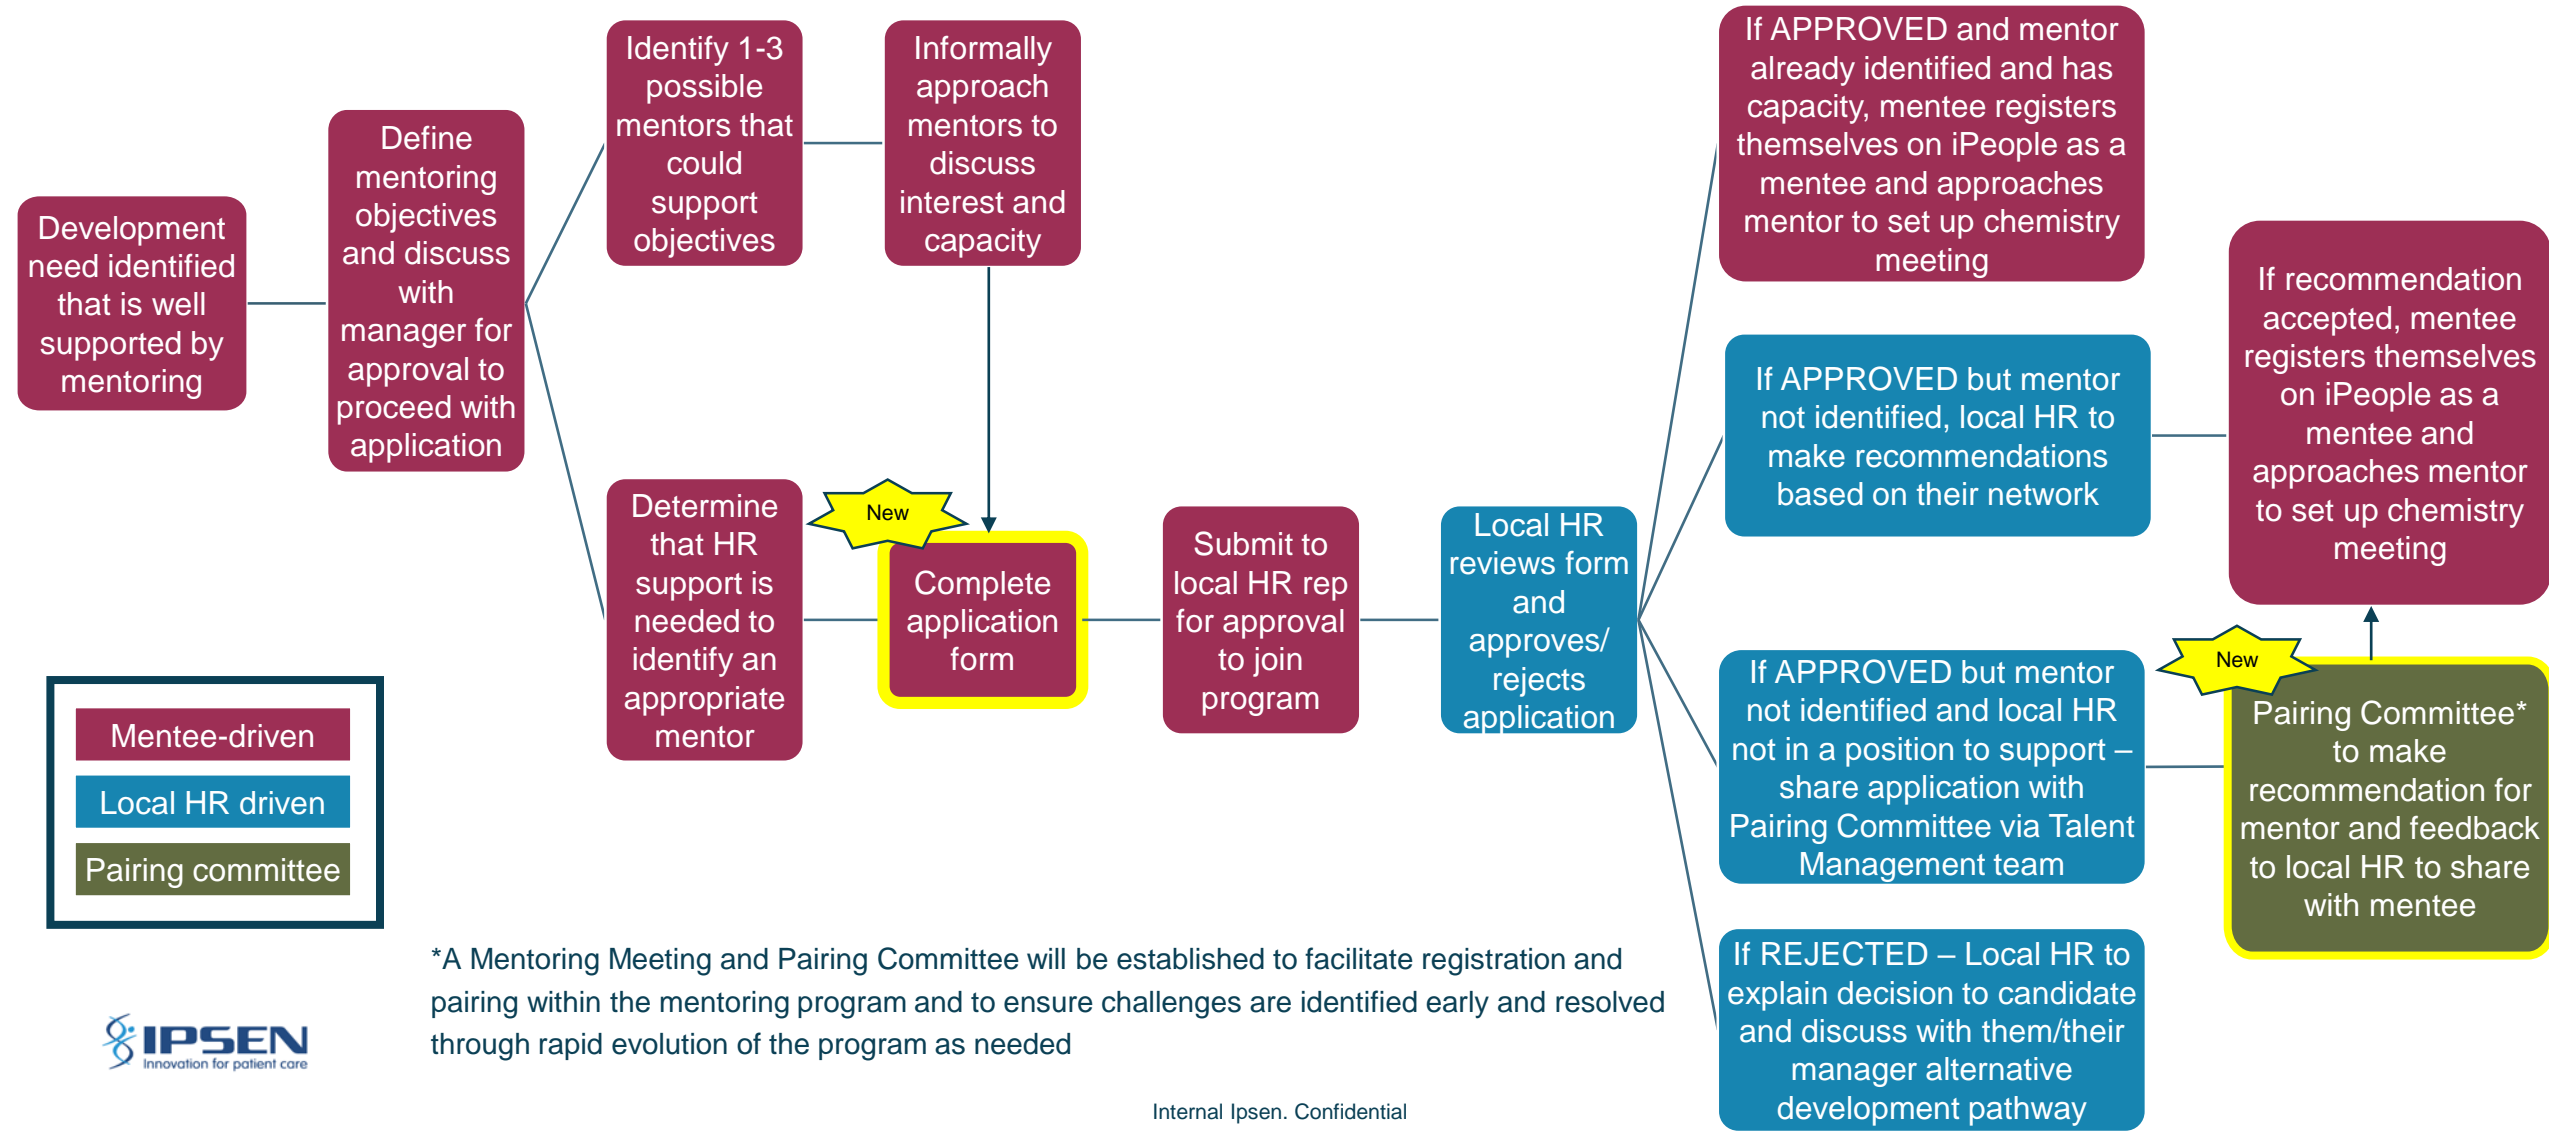 Development
need identified
that is well
supported by
mentoring
Define
mentoring
objectives
and discuss
with
manager for
approval to
proceed with
application
Identify 1-3
possible
mentors that
could
support
objectives
Informally
approach
mentors to
discuss
interest and
capacity
Determine
that HR
support is
needed to
identify an
appropriate
mentor
New
Complete
application
form
Submit to
local HR rep
for approval
to join
program
Local HR
reviews form
and
approves/
rejects
application
If APPROVED and mentor
already identified and has
capacity, mentee registers
themselves on iPeople as a
mentee and approaches
mentor to set up chemistry
meeting
If APPROVED but mentor
not identified, local HR to
make recommendations
based on their network
If recommendation
accepted, mentee
registers themselves
on iPeople as a
mentee and
approaches mentor
to set up chemistry
meeting
If APPROVED but mentor
not identified and local HR
not in a position to support –
share application with
Pairing Committee via Talent
Management team
New
Pairing Committee*
to make
recommendation for
mentor and feedback
to local HR to share
with mentee
If REJECTED – Local HR to
explain decision to candidate
and discuss with them/their
manager alternative
development pathway
Mentee-driven
Local HR driven
Pairing committee
*A Mentoring Meeting and Pairing Committee will be established to facilitate registration and
pairing within the mentoring program and to ensure challenges are identified early and resolved
through rapid evolution of the program as needed
IPSEN
Innovation for patient care
Internal Ipsen. Confidential